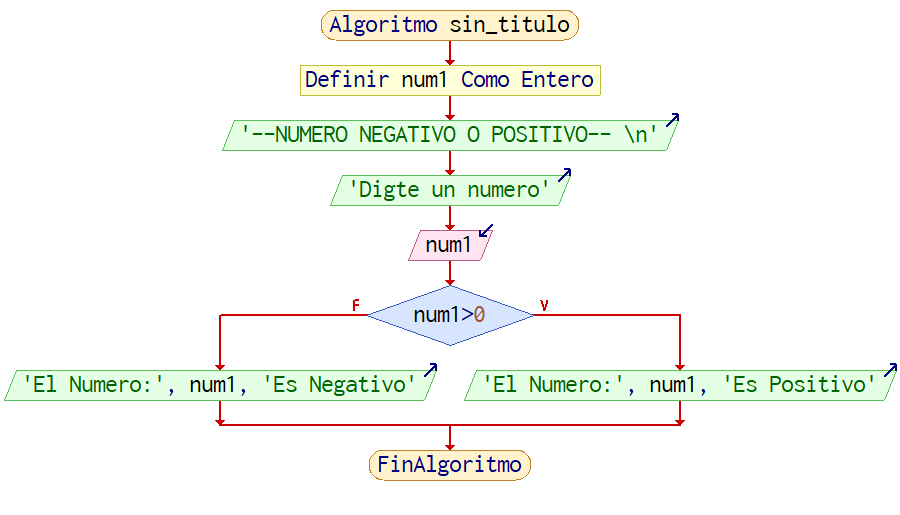 Algoritmo sin_titulo
Definir num1 Como Entero
'--NUMERO NEGATIVO O POSITIVO-- \n'
'Digte un numero'
num1
F
V
num1>0
'El Numero:', num1, 'Es Negativo'
'El Numero:', num1, 'Es Positivo'
FinAlgoritmo